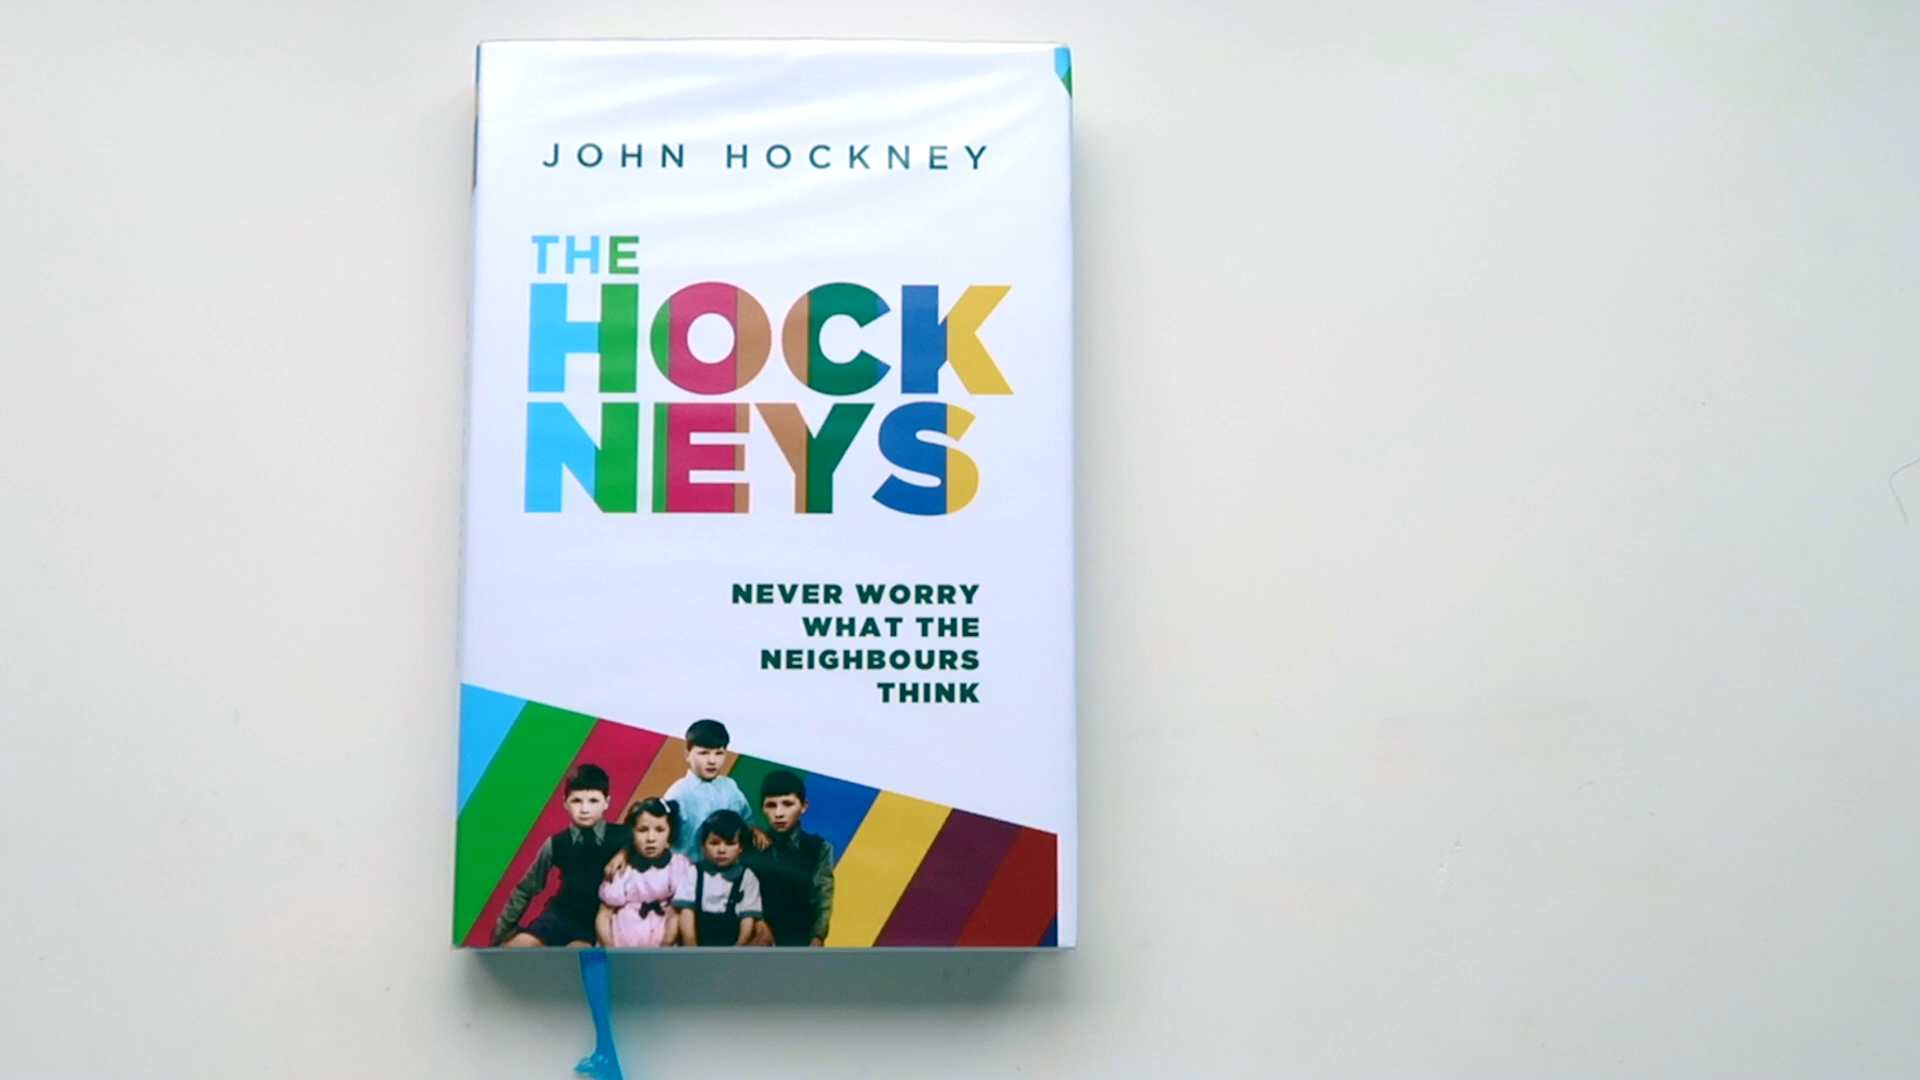 JOHN HOCKNEY
THE
HOCK
NEYS
NEVER WORRY
WHAT THE
NEIGHBOURS
THINK